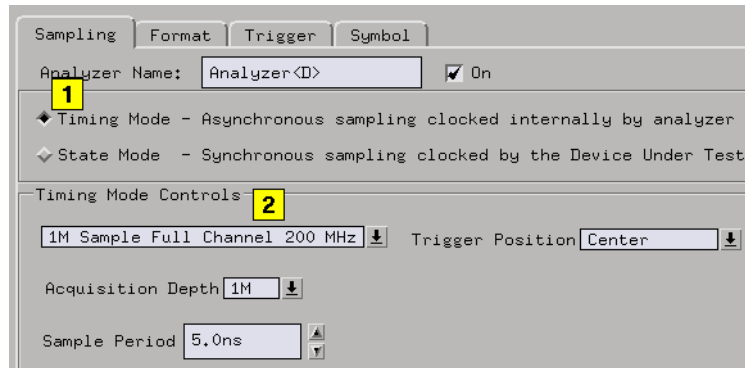 Sampling Format Trigger Symbol
Analyzer Name: Analyzer<D> On
1
Timing Mode - Asynchronous sampling clocked internally by analyzer
State Mode - Synchronous sampling clocked by the Device Under Test
Timing Mode Controls 2
1M Sample Full Channel 200 MHz Trigger Position Center
Acquisition Depth 1M
Sample Period 5.0ns